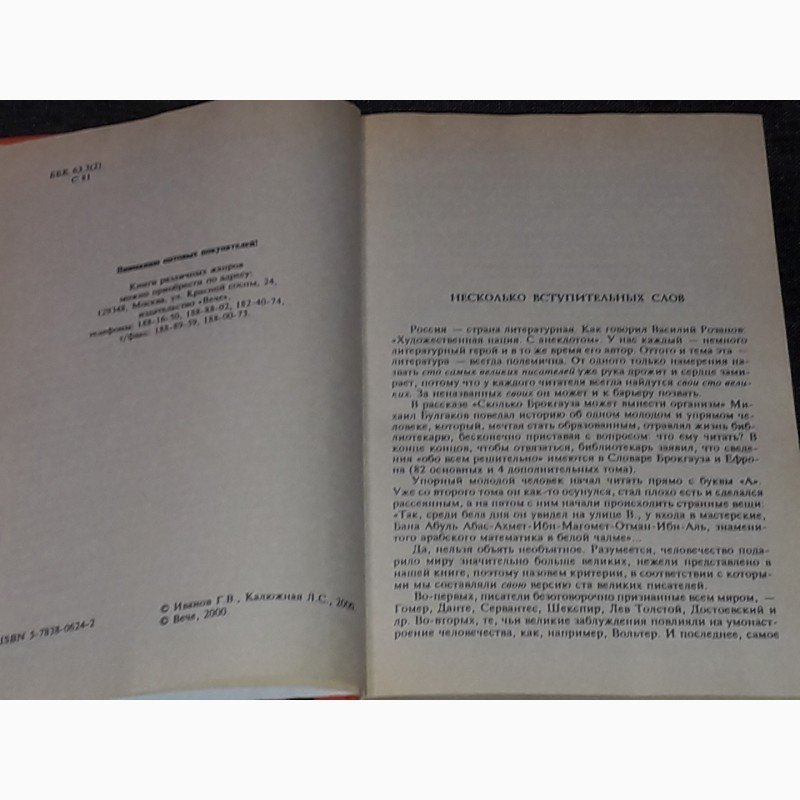 ББК 63.3(2)
С 81
Вниманию оптовых покупателей!
Книги различных жанров
можно приобрести по адресу:
129348, Москва, ул. Красной сосны, 24,
издательство «Вече».
телефоны: 188-16-50, 188-88-02, 182-40-74,
т/факс: 188-89-59, 188-00-73.
© Иванов Г.В., Калюжная Л.С., 2000
© Вече, 2000
ISBN 5-7838-0624-2
НЕСКОЛЬКО ВСТУПИТЕЛЬНЫХ СЛОВ
Россия — страна литературная. Как говорил Василий Розанов:
«Художественная нация. С анекдотом». У нас каждый — немного
литературный герой и в то же время его автор. Оттого и тема эта —
литература — всегда полемична. От одного только намерения на-
звать сто самых великих писателей уже рука дрожит и сердце зами-
рает, потому что у каждого читателя всегда найдутся свои сто вели-
ких. За неназванных своих он может и к барьеру позвать.
В рассказе «Сколько Брокгауза может вынести организм» Ми-
хаил Булгаков поведал историю об одном молодом и упрямом че-
ловеке, который, мечтая стать образованным, отравлял жизнь биб-
лиотекарю, бесконечно приставая с вопросом: что ему читать? В
конце концов, чтобы отвязаться, библиотекарь заявил, что сведе-
ния «обо всем решительно» имеются в Словаре Брокгауза и Ефро-
на (82 основных и 4 дополнительных тома).
Упорный молодой человек начал читать прямо с буквы «А».
Уже со второго тома он как-то осунулся, стал плохо есть и сделался
рассеянным, а на пятом с ним начали происходить странные вещи:
«Так, среди бела дня он увидел на улице В., у входа в мастерские,
Бана Абуль Абас-Ахмет-Ибн-Магомет-Отман-Ибн-Аль, знамени-
того арабского математика в белой чалме»...
Да, нельзя объять необъятное. Разумеется, человечество пода-
рило миру значительно больше великих, нежели представлено в
нашей книге, поэтому назовем критерии, в соответствии с которы-
ми мы составляли свою версию ста великих писателей.
Во-первых, писатели безоговорочно признанные всем миром, —
Гомер, Данте, Сервантес, Шекспир, Лев Толстой, Достоевский и
др. Во-вторых, те, чьи великие заблуждения повлияли на умонаст-
роение человечества, как, например, Вольтер. И последнее, самое